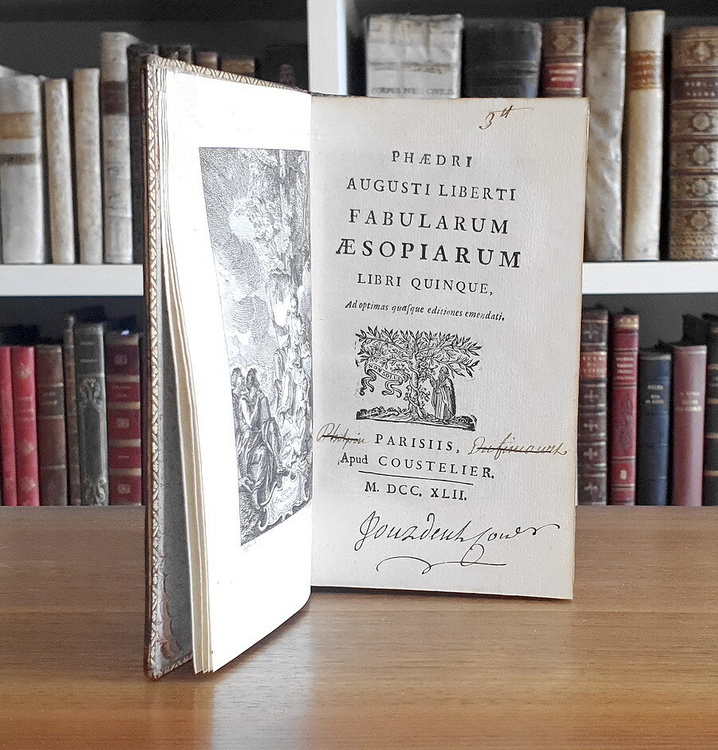 3tt
PHÆDRI
AUGUSTI LIBERTI
FABULARUM
ÆSOPIARUM
LIBRI QUINQUE,
Ad optimas quaſque editiones emendati.
PARISIIS,
Apud COUSTELIER.
M. DCC. XLII.